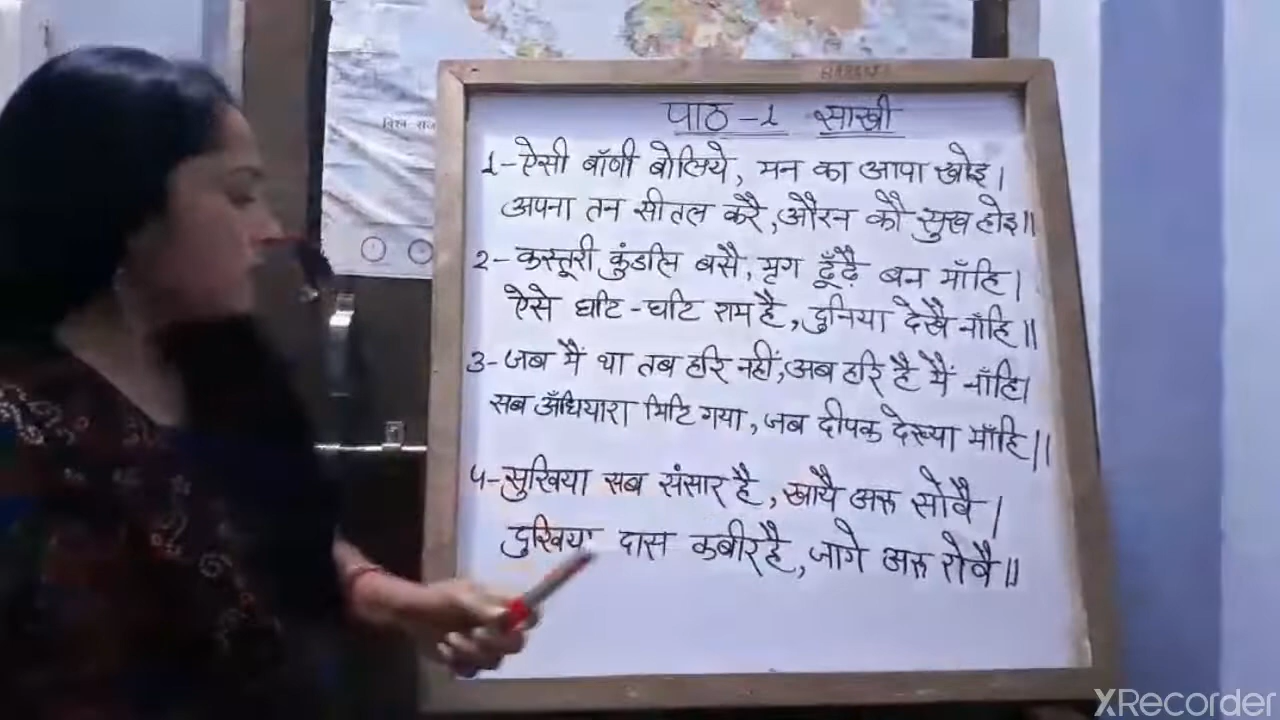 पाठ -1 साखी
1- ऐसी बाँणी बोलिये, मन का आपा खोइ।
अपना तन सीतल करै, औरन कौ सुख होइ॥
2- कस्तूरी कुंडलि बसै, मृग ढूँढ़ै बन माँहि।
ऐसे घटि-घटि राम है, दुनिया देखै नाँहि॥
3- जब मैं था तब हरि नहीं, अब हरि है मैं नाँहि।
सब अँधियारा मिटि गया, जब दीपक देख्या माँहि॥
4- सुखिया सब संसार है, खायै अरू सोवै।
दुखिया दास कबीर है, जागे अरू रोवै॥
विश्व
XRecorder